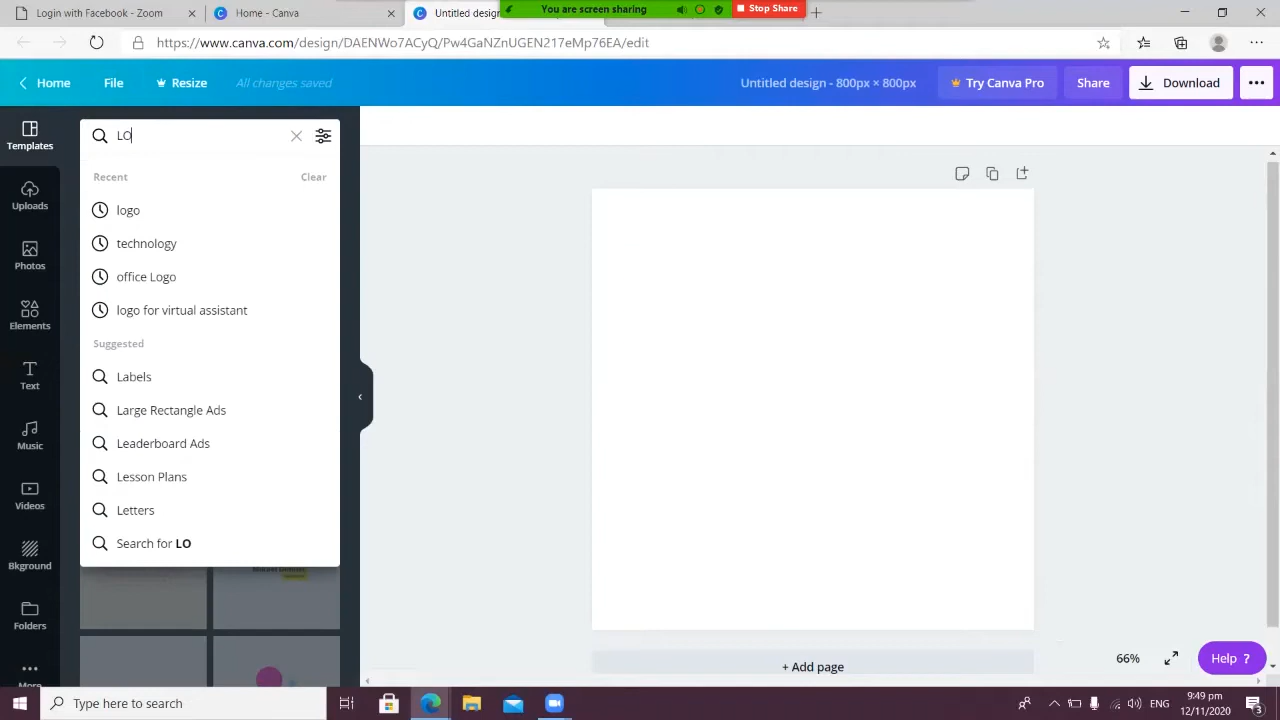 You are screen sharing
Stop Share
Login with Facebook - Zoom
Home - Canva
Untitled desig
https://www.canva.com/design/DAENWo7ACyQ/Pw4GaNZnUGEN217eMp76EA/edit
Home
File
Resize
All changes saved
Untitled design - 800px × 800px
Try Canva Pro
Share
Download
Templates
LO
Recent
Clear
logo
technology
office Logo
logo for virtual assistant
Suggested
Labels
Large Rectangle Ads
Leaderboard Ads
Lesson Plans
Letters
Search for LO
Uploads
Photos
Elements
Text
Music
Videos
Bkground
Folders
More
+ Add page
66%
Help ?
Type here to search
ENG
9:49 pm
12/11/2020
3